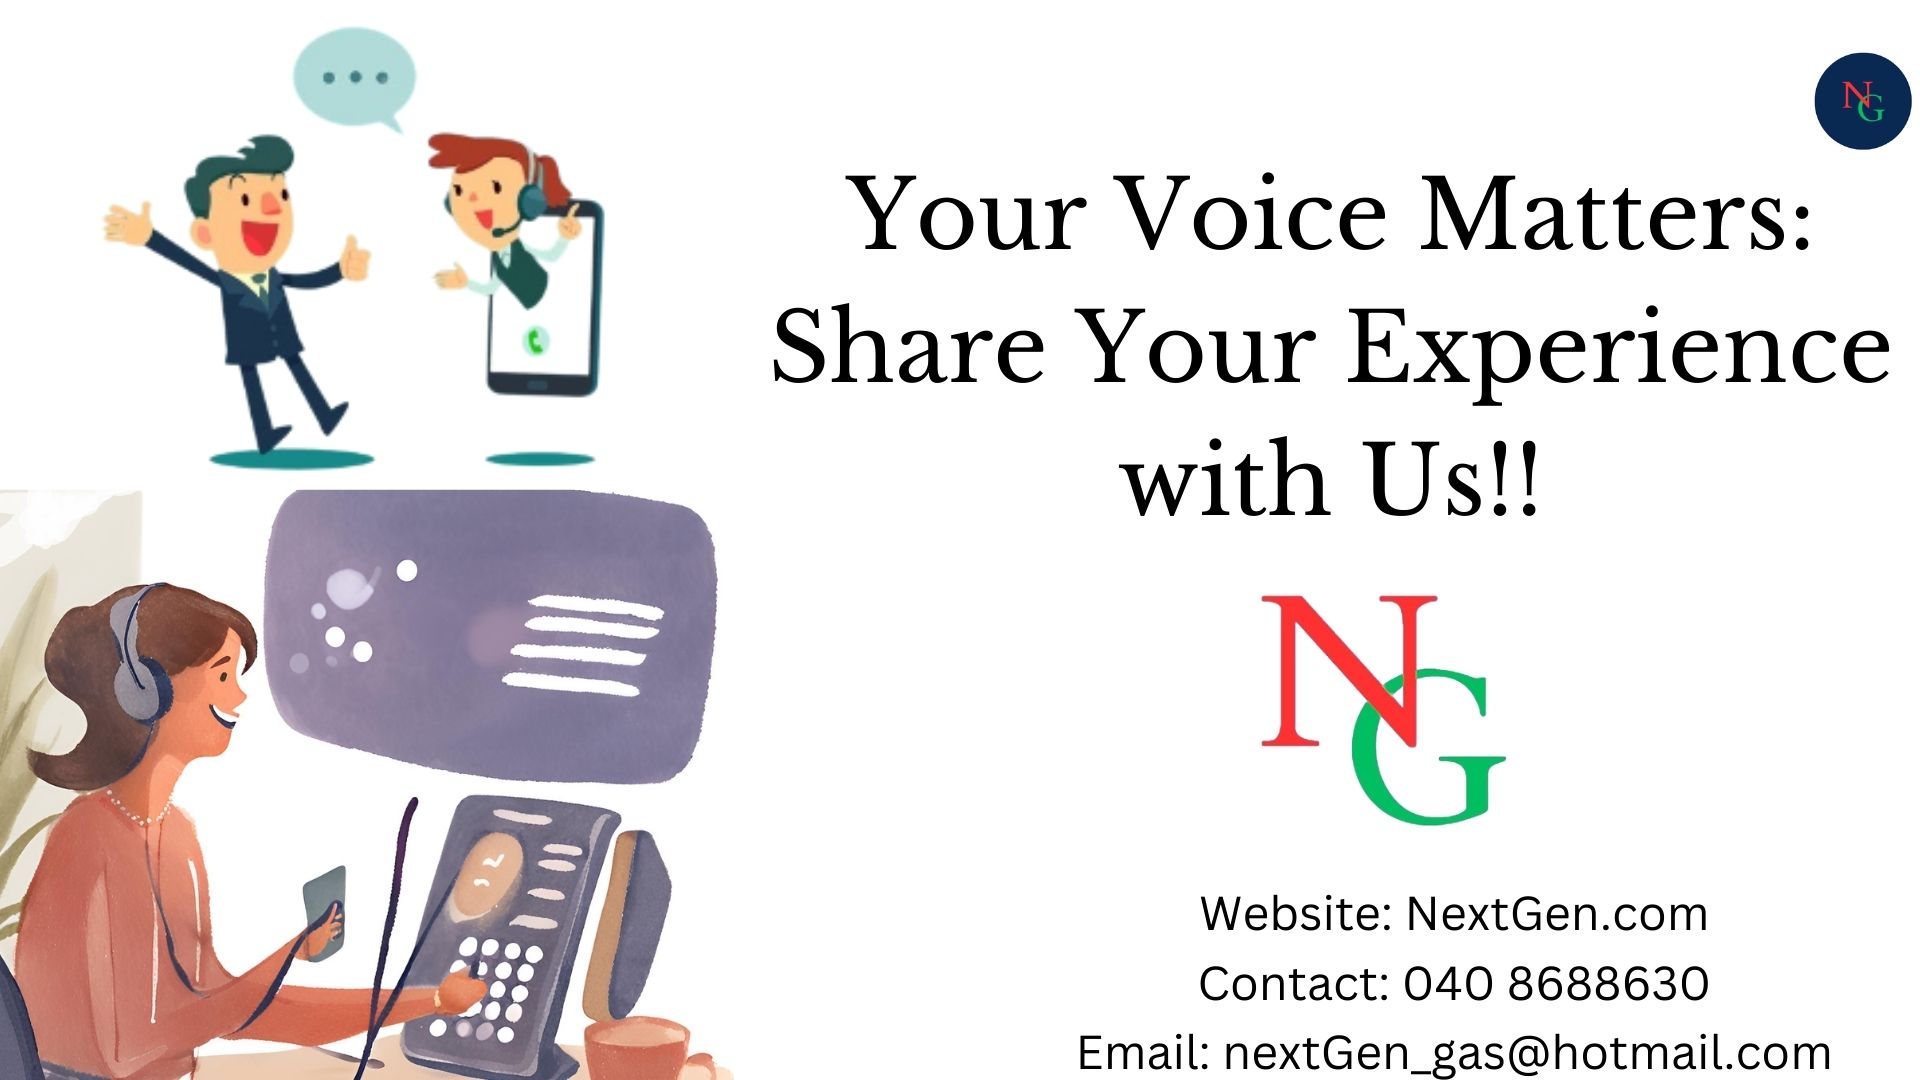 NG
Your Voice Matters:
Share Your Experience
with Us!!
NG
Website: NextGen.com
Contact: 040 8688630
Email: nextGen_gas@hotmail.com